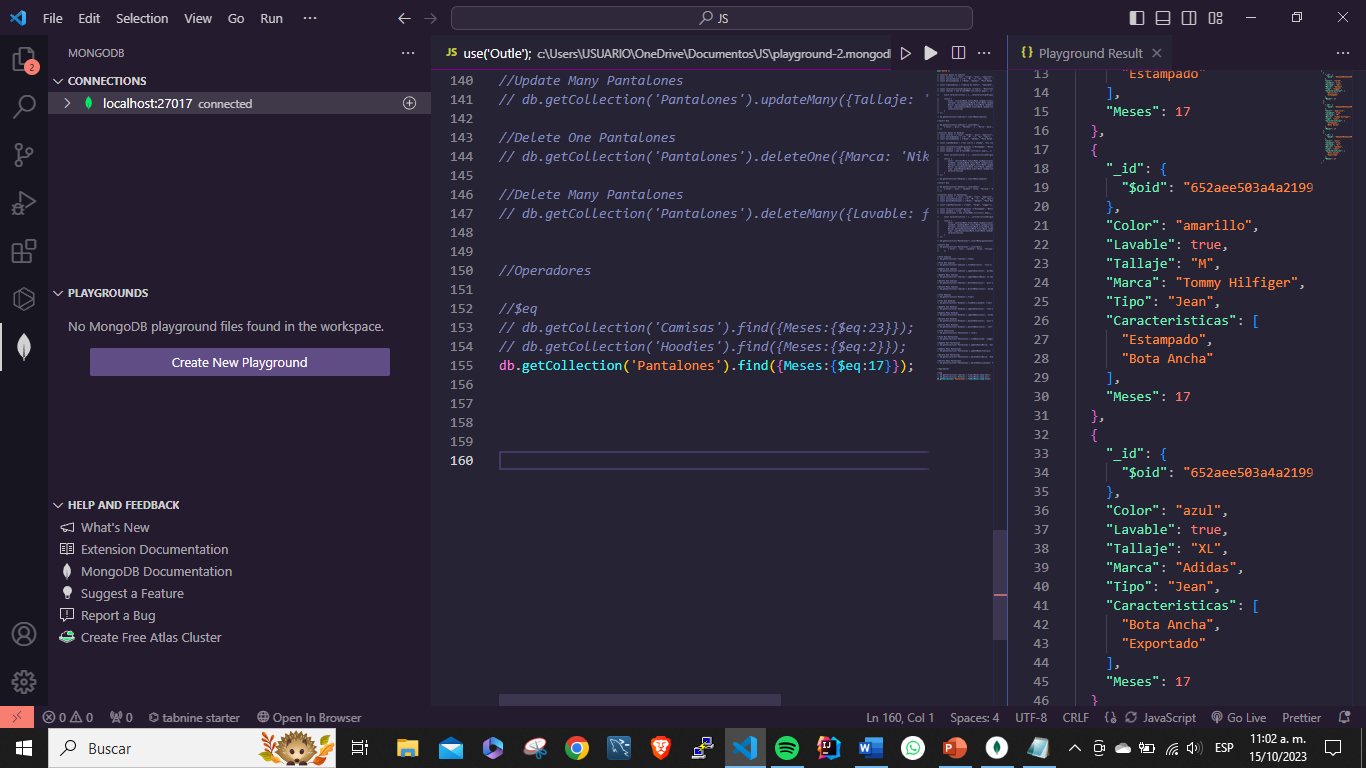 File Edit Selection View Go Run ···
JS
MONGODB
CONNECTIONS
localhost:27017 connected
PLAYGROUNDS
No MongoDB playground files found in the workspace.
Create New Playground
HELP AND FEEDBACK
What's New
Extension Documentation
MongoDB Documentation
Suggest a Feature
Report a Bug
Create Free Atlas Cluster
2
JS use('Outle'); c:\Users\USUARIO\OneDrive\Documentos\JS\playground-2.mongodb
140 //Update Many Pantalones
141 // db.getCollection('Pantalones').updateMany({Tallaje: '
142
143 //Delete One Pantalones
144 // db.getCollection('Pantalones').deleteOne({Marca: 'Nik
145
146 //Delete Many Pantalones
147 // db.getCollection('Pantalones').deleteMany({Lavable: f
148
149
150 //Operadores
151
152 //$eq
153 // db.getCollection('Camisas').find({Meses:{$eq:23}});
154 // db.getCollection('Hoodies').find({Meses:{$eq:2}});
155 db.getCollection('Pantalones').find({Meses:{$eq:17}});
156
157
158
159
160
{} Playground Result
13 "Estampado"
14 ],
15 "Meses": 17
16 },
17 {
18 "_id": {
19 "$oid": "652aee503a4a2199
20 },
21 "Color": "amarillo",
22 "Lavable": true,
23 "Tallaje": "M",
24 "Marca": "Tommy Hilfiger",
25 "Tipo": "Jean",
26 "Caracteristicas": [
27 "Estampado",
28 "Bota Ancha"
29 ],
30 "Meses": 17
31 },
32 {
33 "_id": {
34 "$oid": "652aee503a4a2199
35 },
36 "Color": "azul",
37 "Lavable": true,
38 "Tallaje": "XL",
39 "Marca": "Adidas",
40 "Tipo": "Jean",
41 "Caracteristicas": [
42 "Bota Ancha",
43 "Exportado"
44 ],
45 "Meses": 17
46 }
0 0 0 tabnine starter Open In Browser Ln 160, Col 1 Spaces: 4 UTF-8 CRLF JavaScript Go Live Prettier
Buscar
ESP
11:02 a. m.
15/10/2023